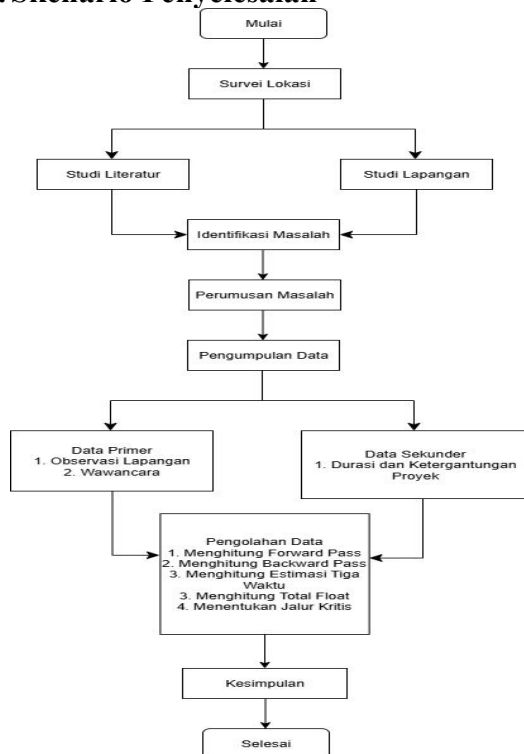 Mulai
Survei Lokasi
Studi Literatur
Studi Lapangan
Identifikasi Masalah
Perumusan Masalah
Pengumpulan Data
Data Primer
1. Observasi Lapangan
2. Wawancara
Data Sekunder
1. Durasi dan Ketergantungan
Proyek
Pengolahan Data
1. Menghitung Forward Pass
2. Menghitung Backward Pass
3. Menghitung Estimasi Tiga
Waktu
3. Menghitung Total Float
4. Menentukan Jalur Kritis
Kesimpulan
Selesai